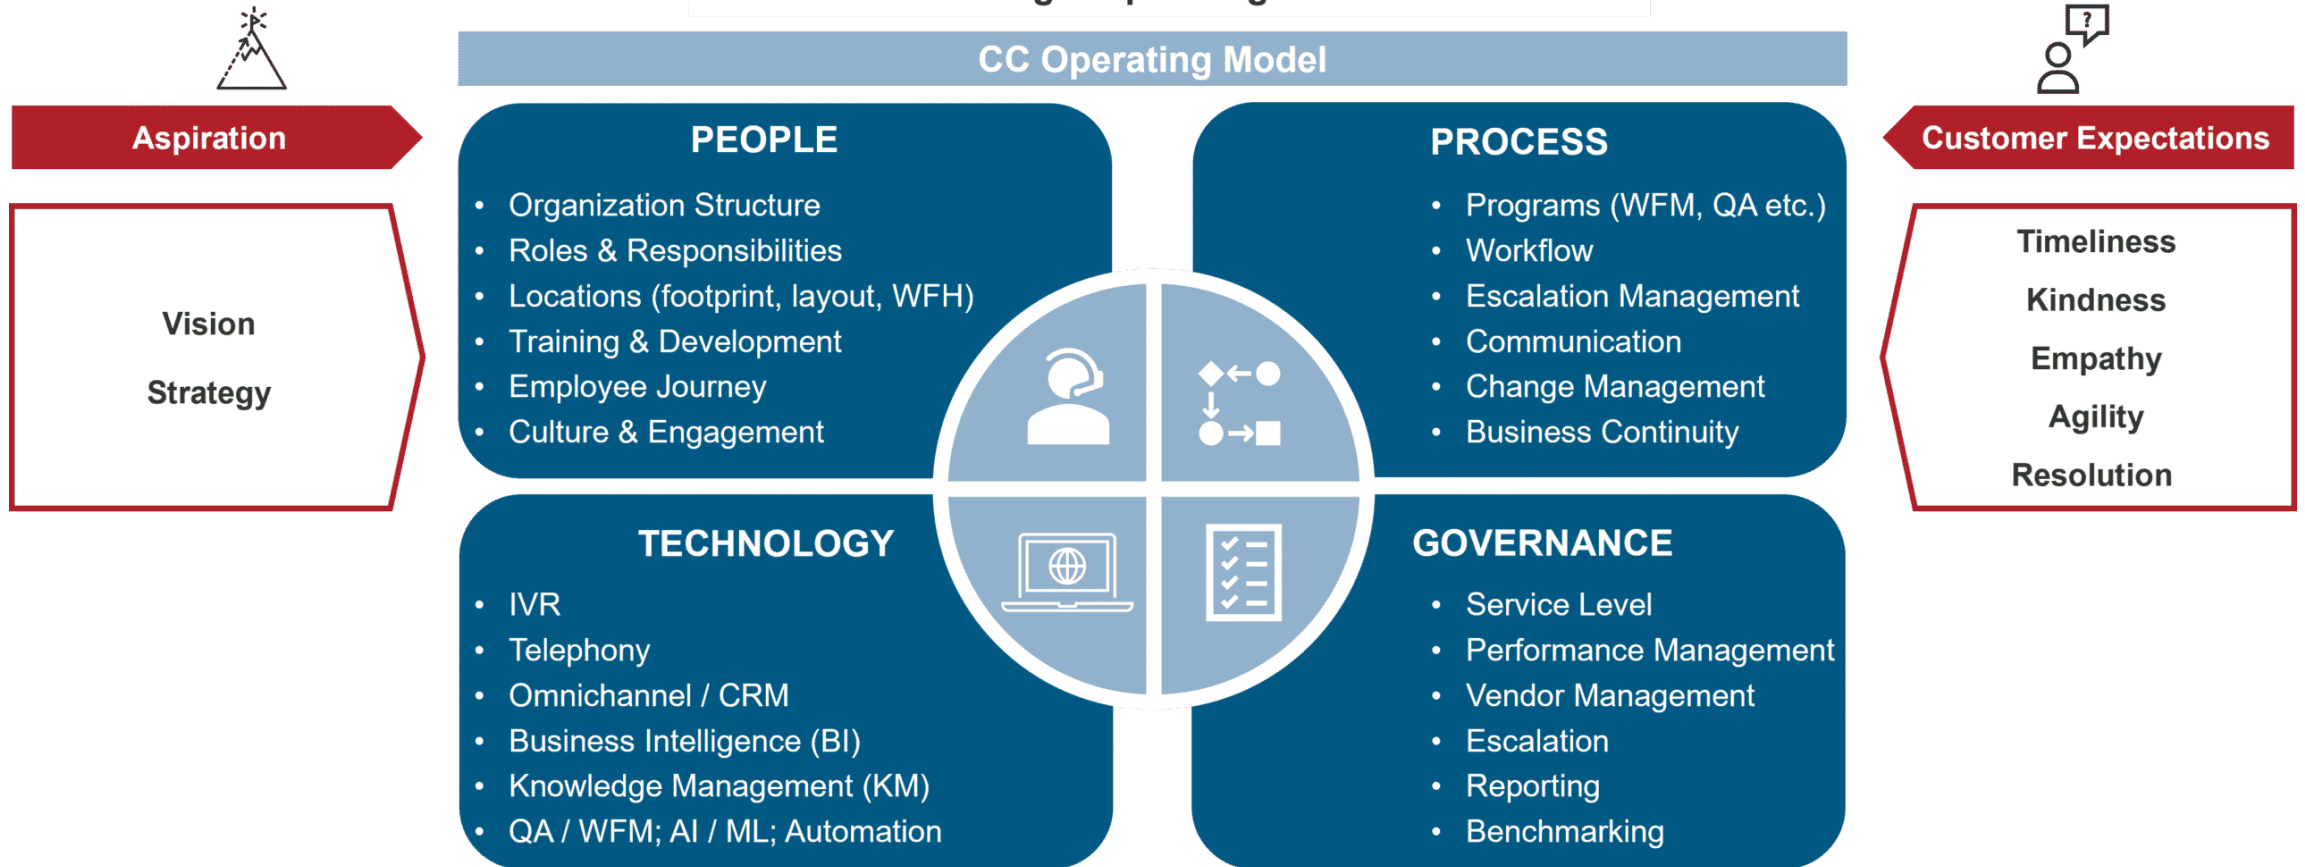 CC Operating Model
?
Aspiration
Vision
Strategy
PEOPLE
• Organization Structure
• Roles & Responsibilities
• Locations (footprint, layout, WFH)
• Training & Development
• Employee Journey
• Culture & Engagement
PROCESS
• Programs (WFM, QA etc.)
• Workflow
• Escalation Management
• Communication
• Change Management
• Business Continuity
TECHNOLOGY
• IVR
• Telephony
• Omnichannel / CRM
• Business Intelligence (BI)
• Knowledge Management (KM)
• QA / WFM; AI / ML; Automation
GOVERNANCE
• Service Level
• Performance Management
• Vendor Management
• Escalation
• Reporting
• Benchmarking
Customer Expectations
Timeliness
Kindness
Empathy
Agility
Resolution